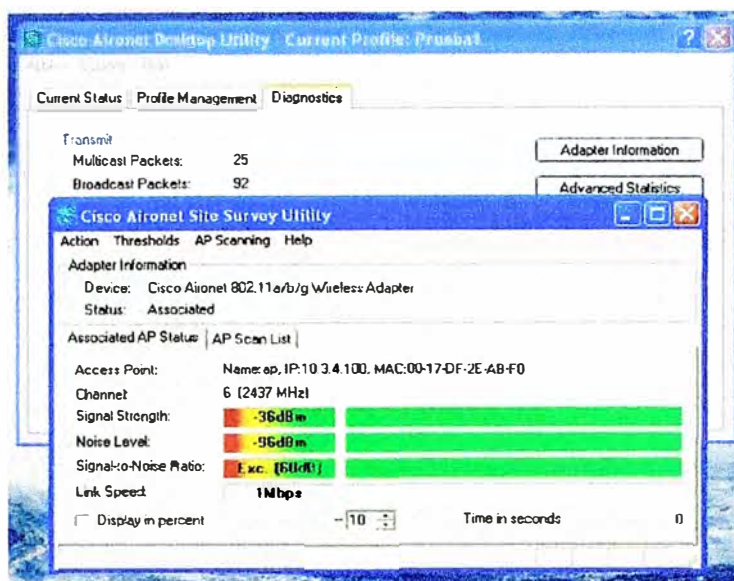 Cisco Aironet Desktop Utility - Current Profile: Prueba1
Current Status Profile Management Diagnostics
Transmit
Multicast Packets: 25
Broadcast Packets: 92
Adapter Information
Advanced Statistics
Cisco Aironet Site Survey Utility
Action Thresholds AP Scanning Help
Adapter Information
Device: Cisco Aironet 802.11a/b/g Wireless Adapter
Status: Associated
Associated AP Status AP Scan List
Access Point: Name:ap, IP:10.3.4.100, MAC:00-17-DF-2E-AB-F0
Channel: 6 (2437 MHz)
Signal Strength: -36dBm
Noise Level: -96dBm
Signal-to-Noise Ratio: Exc. (60dB)
Link Speed: 1Mbps
Display in percent
10
Time in seconds
0